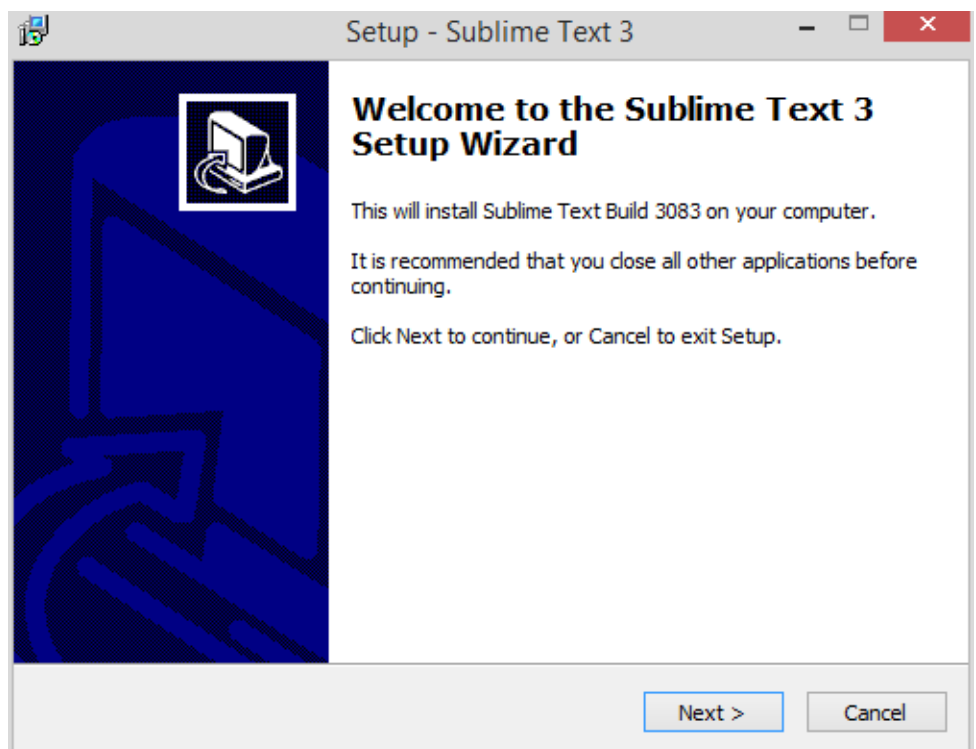 Setup - Sublime Text 3
Welcome to the Sublime Text 3
Setup Wizard
This will install Sublime Text Build 3083 on your computer.
It is recommended that you close all other applications before
continuing.
Click Next to continue, or Cancel to exit Setup.
Next >
Cancel